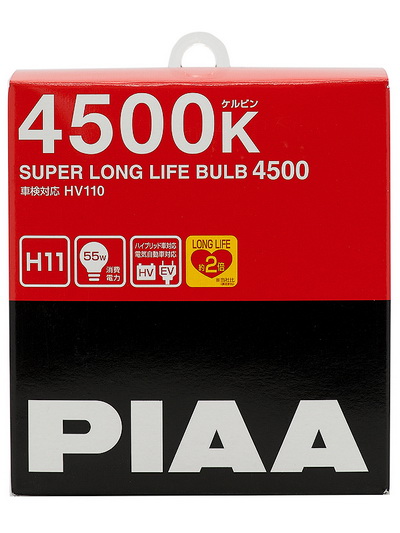 ケルビン
4500K
SUPER LONG LIFE BULB 4500
車検対応 HV110
H11
55w
消費
電力
ハイブリッド車対応
電気自動車対応
HV EV
LONG LIFE
約2倍
PIAA